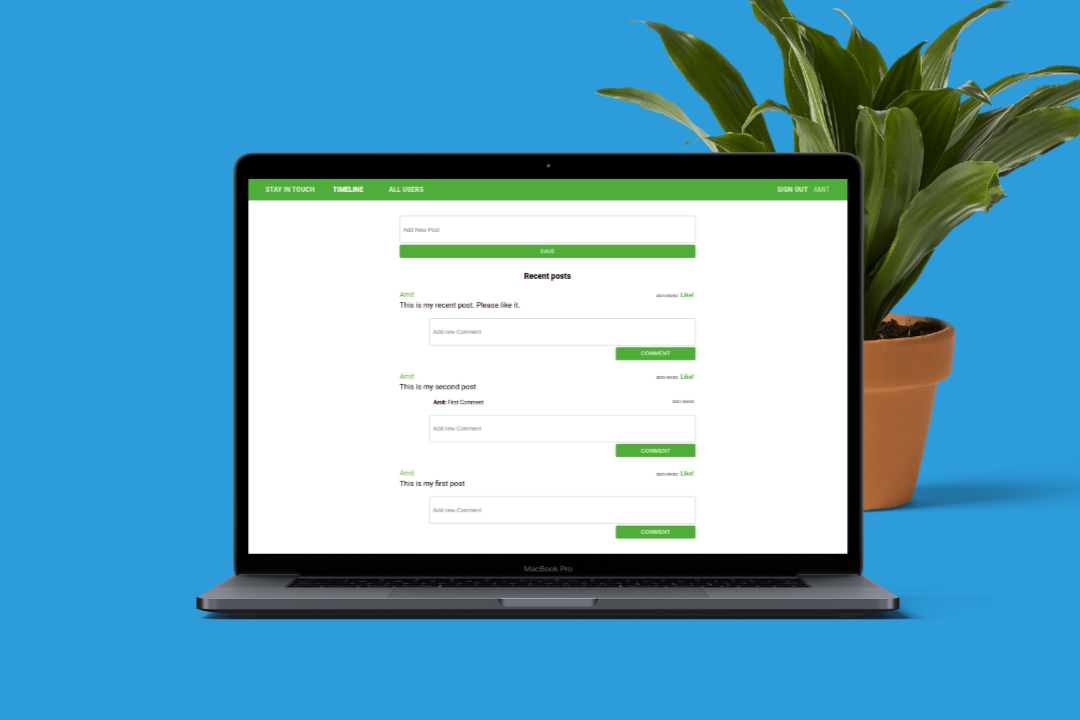 STAY IN TOUCH TIMELINE ALL USERS SIGN OUT AMIT
Add New Post
SAVE
Recent posts
Amit 2021/04/02 Like!
This is my recent post. Please like it.
Add new Comment
COMMENT
Amit 2021/04/02 Like!
This is my second post
Amit: First Comment
Add new Comment
COMMENT
Amit 2021/04/02 Like!
This is my first post
Add new Comment
COMMENT
MacBook Pro